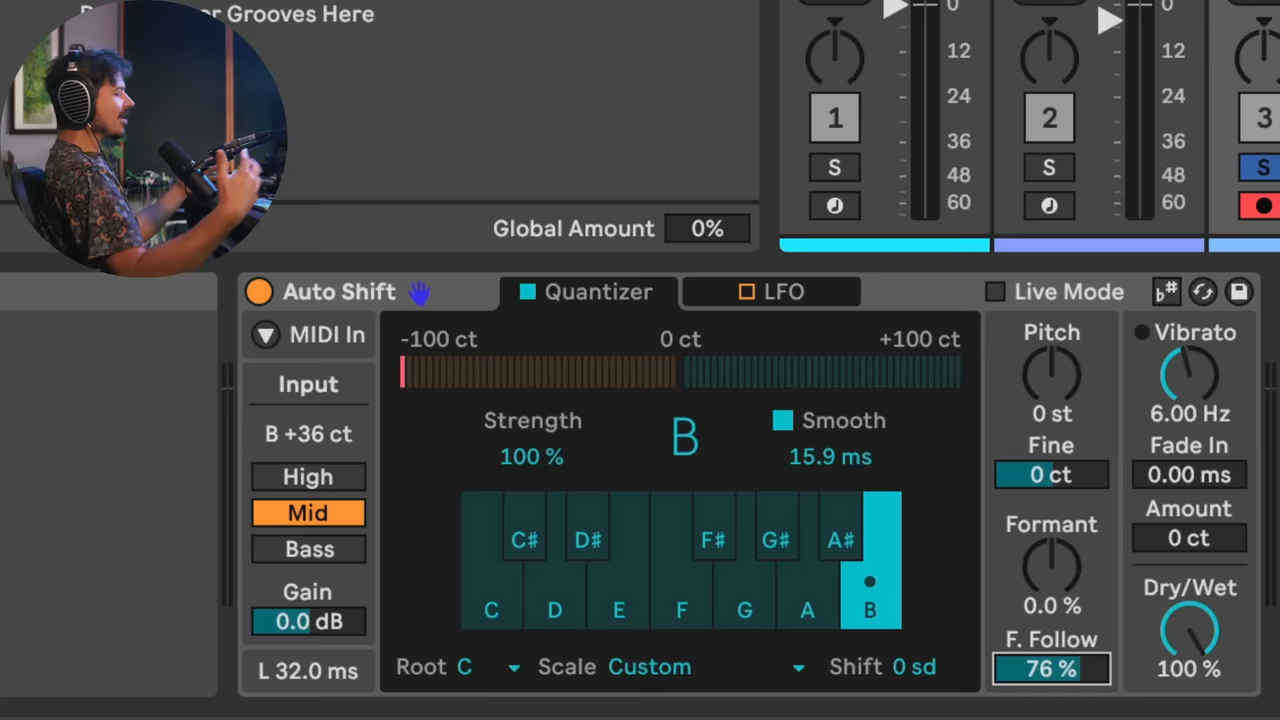 Grooves Here
Global Amount 0%
0 12 24 36 48 60
0 12 24 36 48 60
1 2 3
S S S
Auto Shift Quantizer LFO Live Mode b#
MIDI In
Input
B +36 ct
High
Mid
Bass
Gain
0.0 dB
L 32.0 ms
-100 ct 0 ct +100 ct
Strength B Smooth
100 % 15.9 ms
C# D# F# G# A#
C D E F G A B
Root C Scale Custom Shift 0 sd
Pitch
0 st
Fine
0 ct
Formant
0.0 %
F. Follow
76 %
Vibrato
6.00 Hz
Fade In
0.00 ms
Amount
0 ct
Dry/Wet
100 %